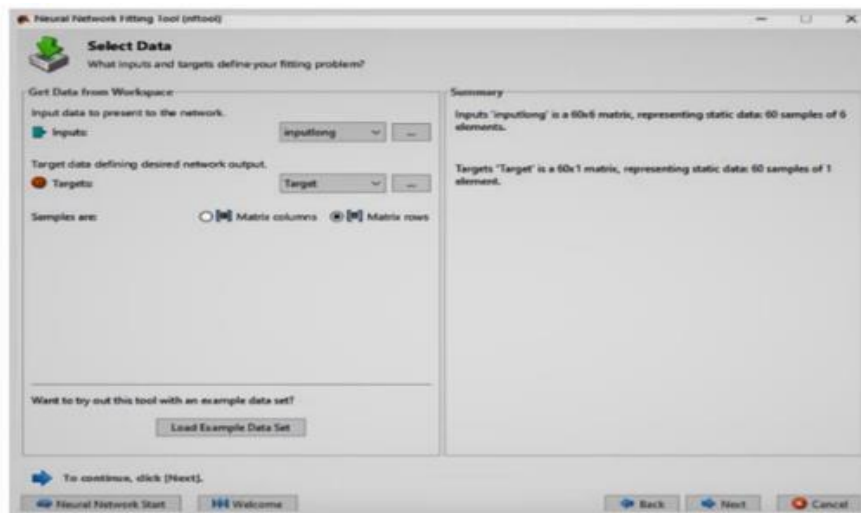 Neural Network Fitting Tool (nftool)
Select Data
What inputs and targets define your fitting problem?
Get Data from Workspace
Input data to present to the network.
Inputs: inputlong ...
Target data defining desired network output.
Targets: Target ...
Samples are: Matrix columns Matrix rows
Want to try out this tool with an example data set?
Load Example Data Set
Summary
Inputs 'inputlong' is a 60x6 matrix, representing static data: 60 samples of 6
elements.
Targets 'Target' is a 60x1 matrix, representing static data: 60 samples of 1
element.
To continue, click [Next].
Neural Network Start Welcome Back Next Cancel